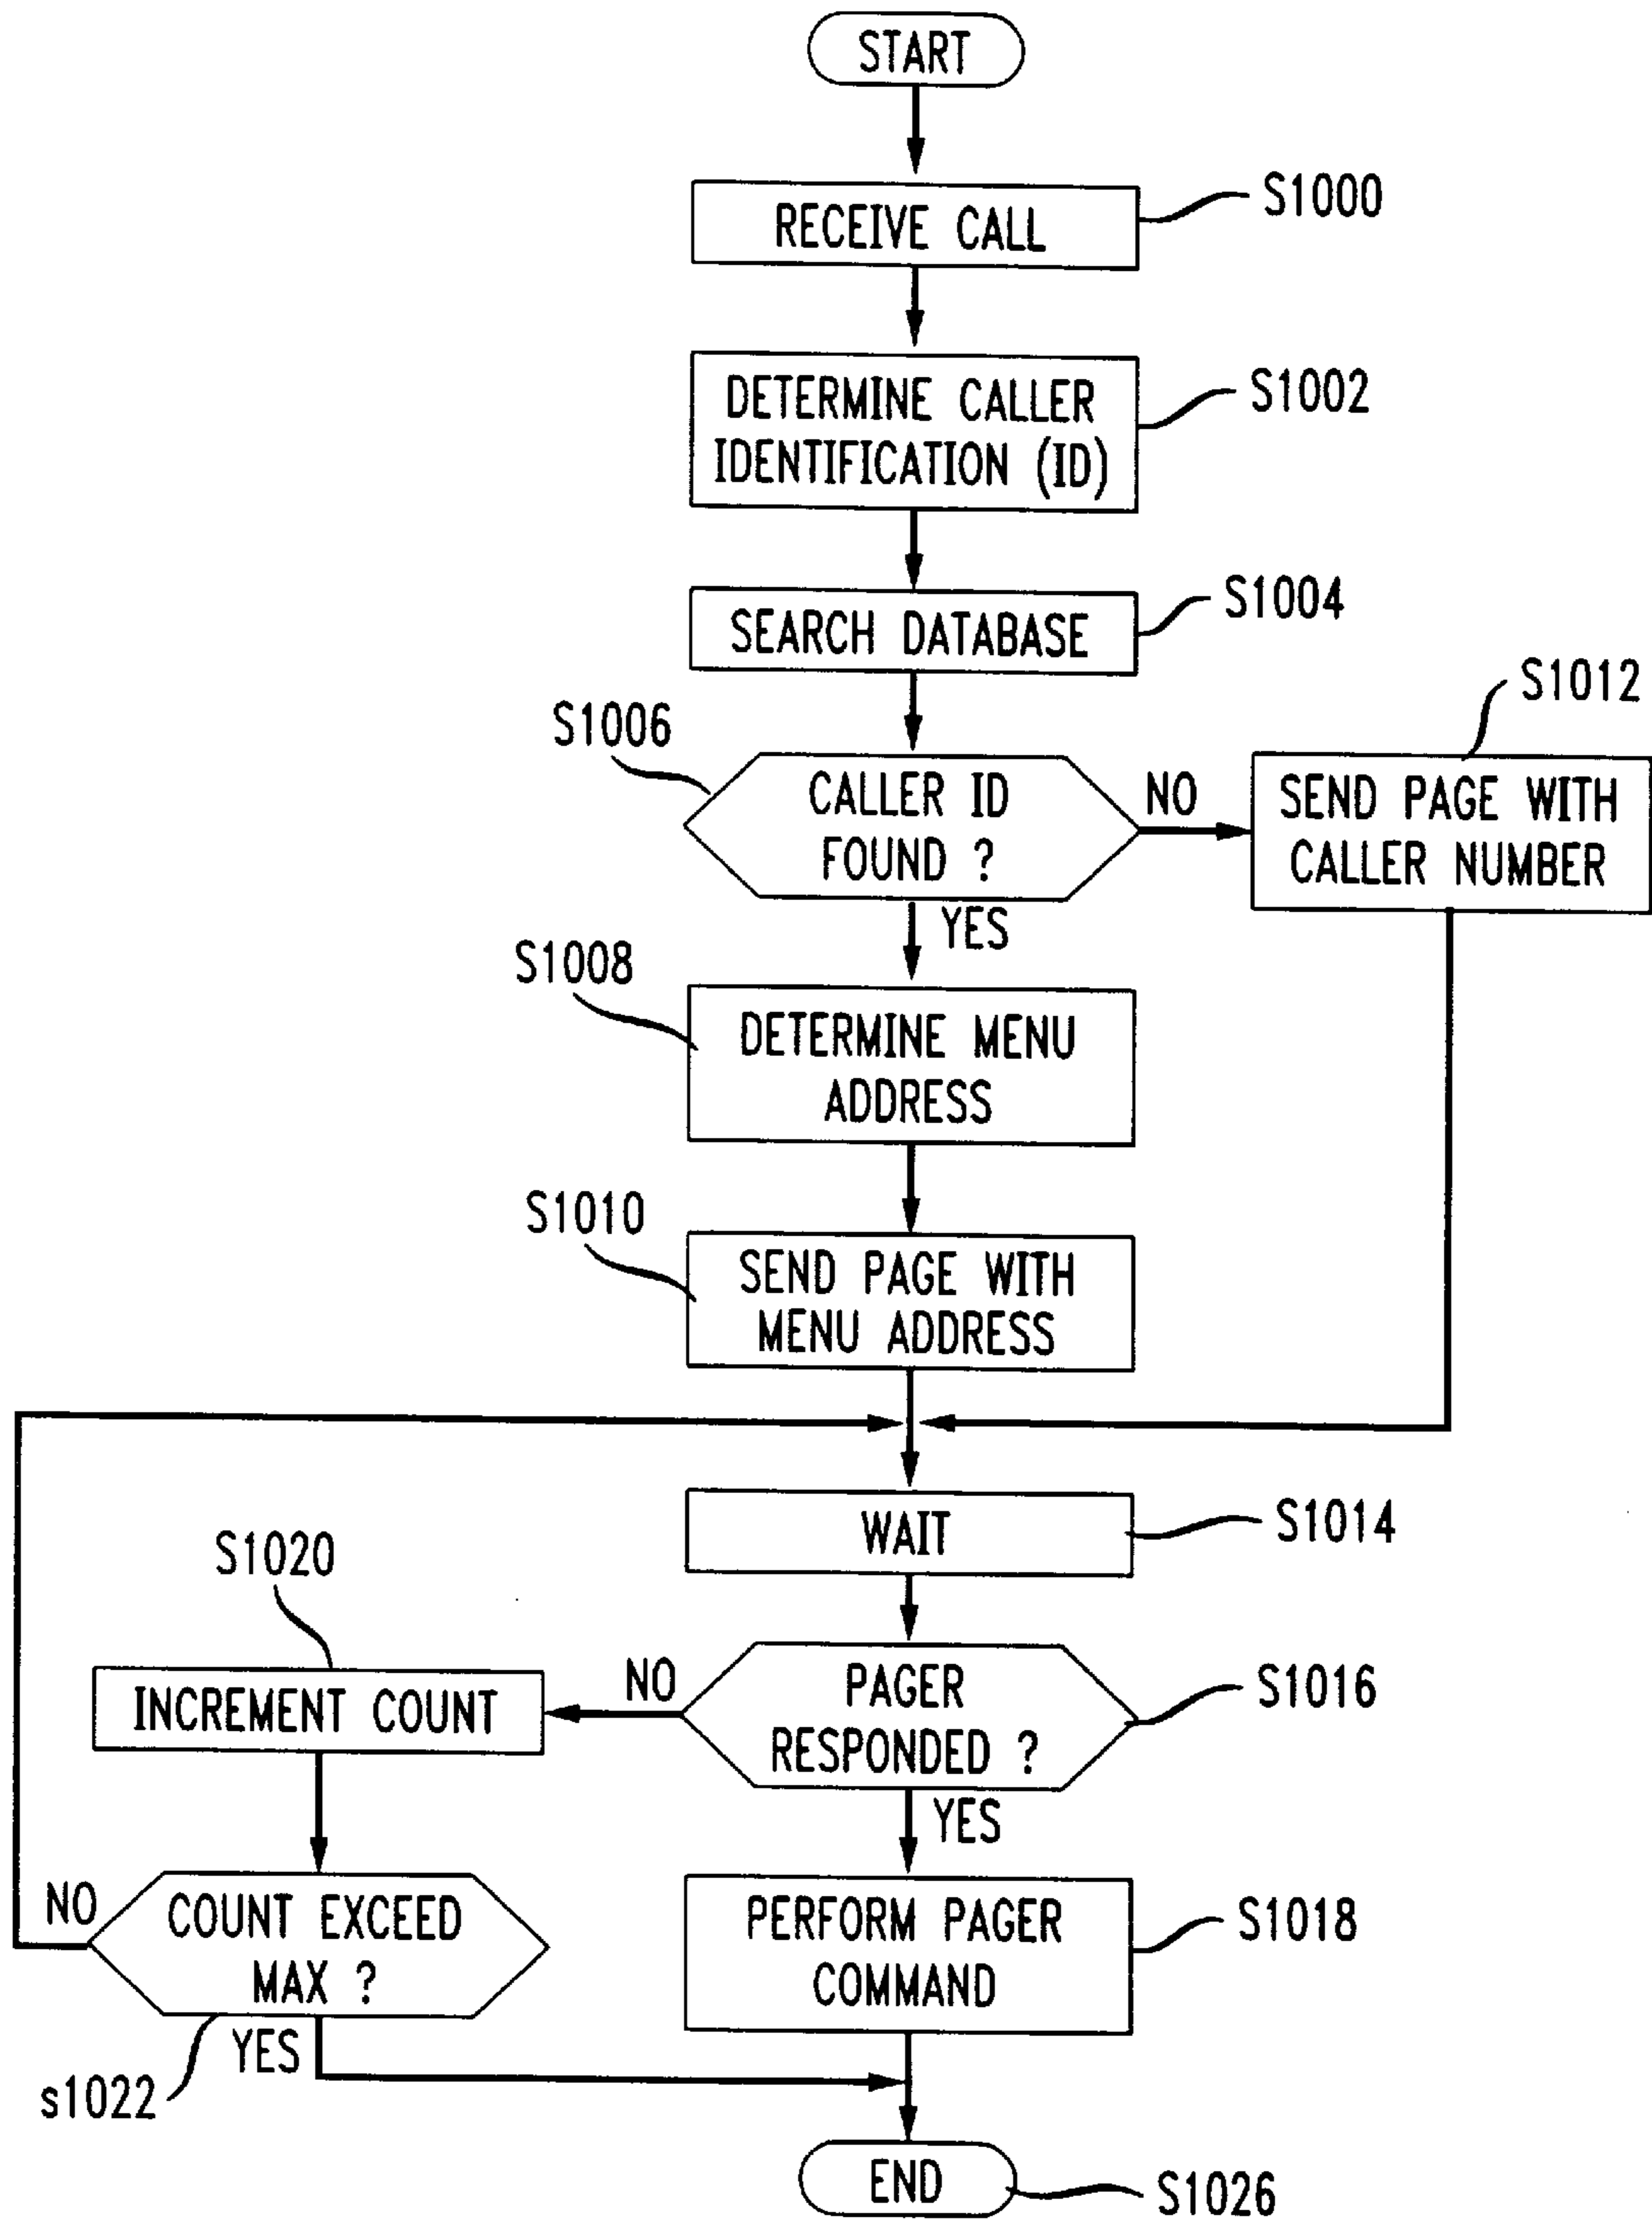 START
RECEIVE CALL
S1000
DETERMINE CALLER
IDENTIFICATION (ID)
S1002
SEARCH DATABASE
S1004
S1006
CALLER ID
FOUND ?
NO
YES
S1012
SEND PAGE WITH
CALLER NUMBER
S1008
DETERMINE MENU
ADDRESS
S1010
SEND PAGE WITH
MENU ADDRESS
WAIT
S1014
S1020
INCREMENT COUNT
NO
PAGER
RESPONDED ?
S1016
YES
NO
COUNT EXCEED
MAX ?
YES
s1022
PERFORM PAGER
COMMAND
S1018
END
S1026